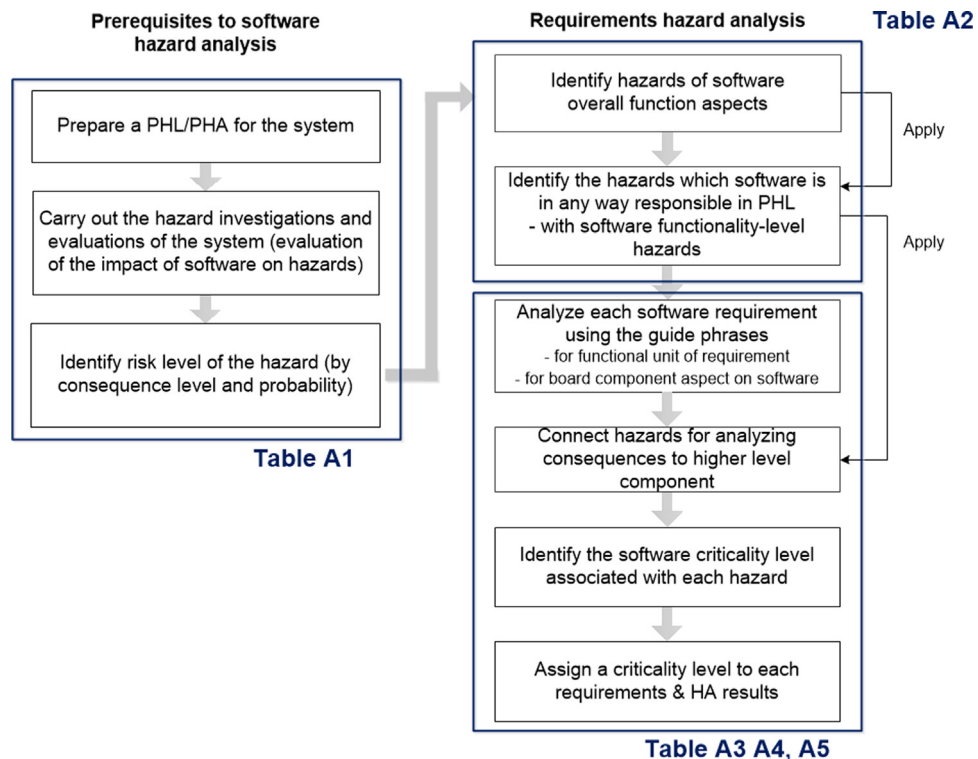 Prerequisites to software
hazard analysis
Prepare a PHL/PHA for the system
Carry out the hazard investigations and
evaluations of the system (evaluation
of the impact of software on hazards)
Identify risk level of the hazard (by
consequence level and probability)
Table A1
Requirements hazard analysis
Table A2
Identify hazards of software
overall function aspects
Apply
Identify the hazards which software is
in any way responsible in PHL
- with software functionality-level
hazards
Apply
Analyze each software requirement
using the guide phrases
- for functional unit of requirement
- for board component aspect on software
Connect hazards for analyzing
consequences to higher level
component
Identify the software criticality level
associated with each hazard
Assign a criticality level to each
requirements & HA results
Table A3 A4, A5